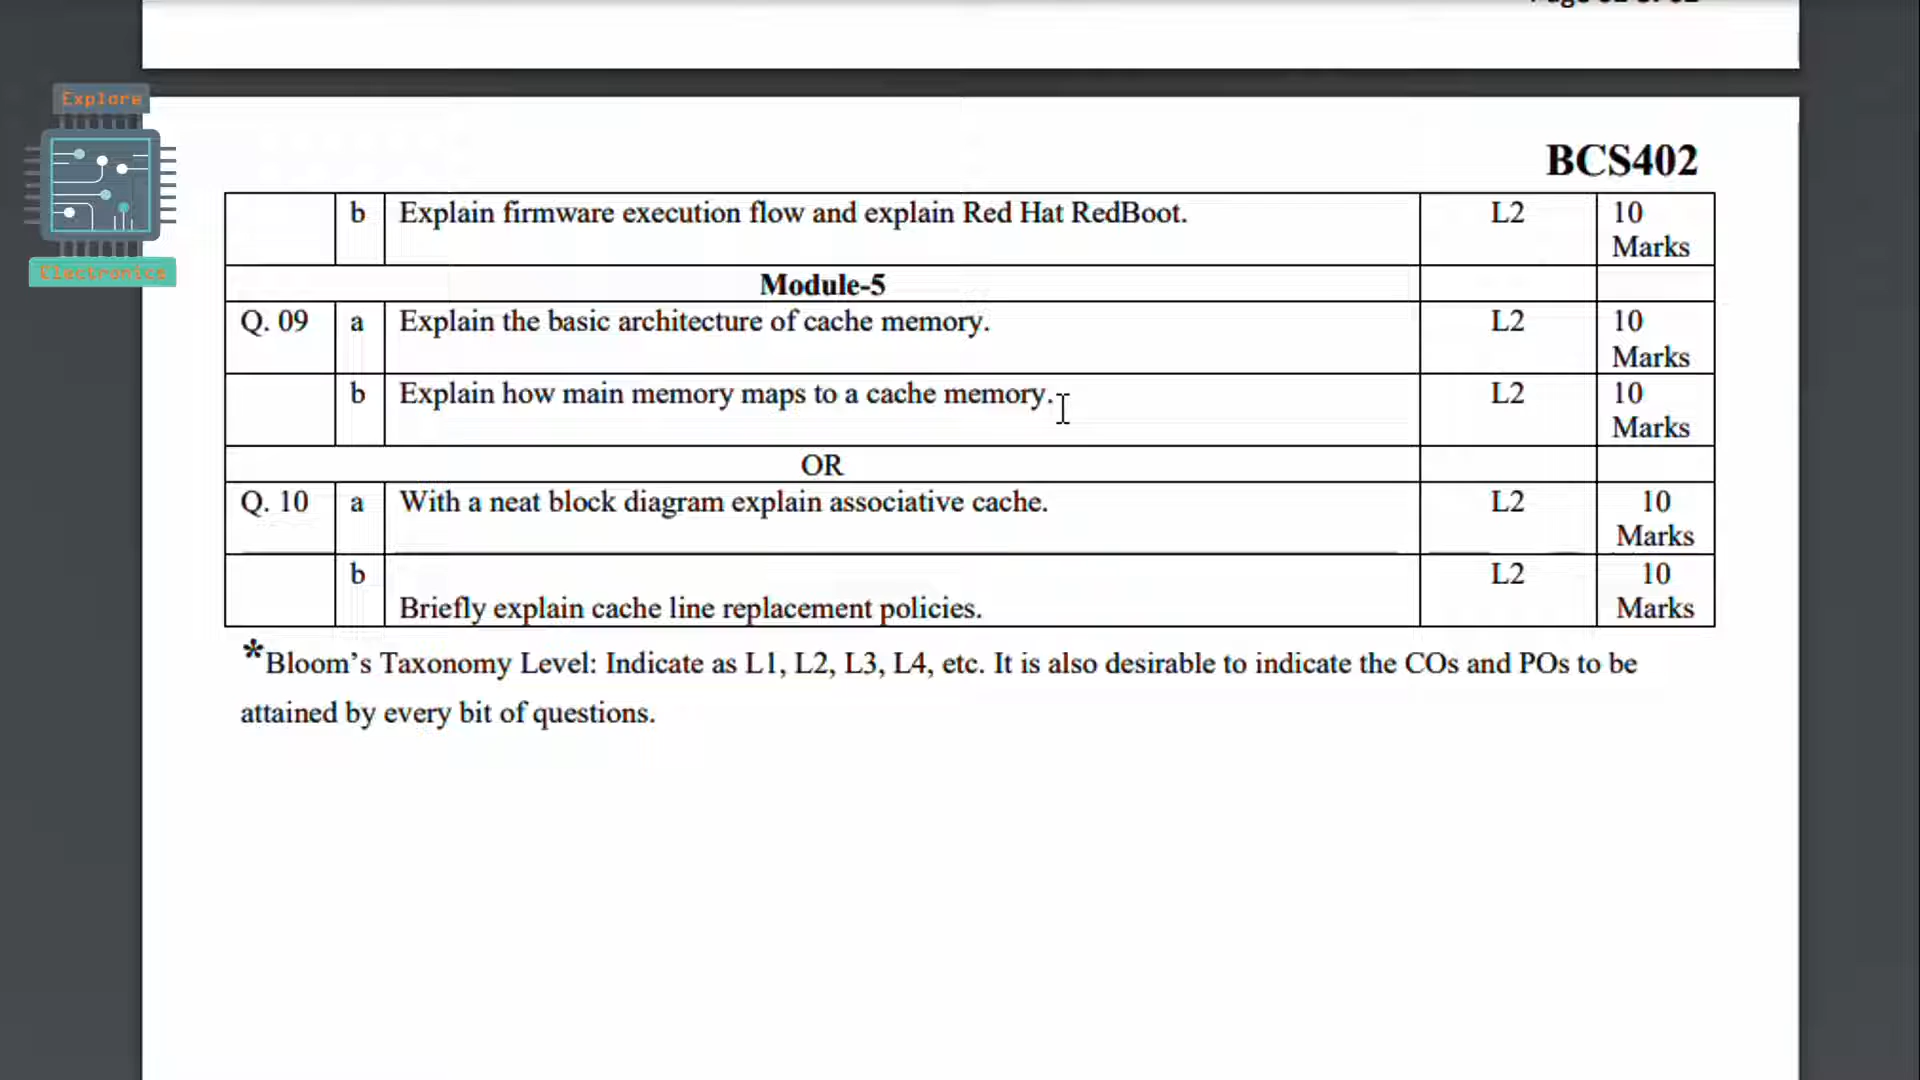 Explore
Electronics
BCS402
b Explain firmware execution flow and explain Red Hat RedBoot. L2 10
Marks
Module-5
Q. 09 a Explain the basic architecture of cache memory. L2 10
Marks
b Explain how main memory maps to a cache memory. L2 10
Marks
OR
Q. 10 a With a neat block diagram explain associative cache. L2 10
Marks
b L2 10
Briefly explain cache line replacement policies. Marks
*Bloom’s Taxonomy Level: Indicate as L1, L2, L3, L4, etc. It is also desirable to indicate the COs and POs to be
attained by every bit of questions.